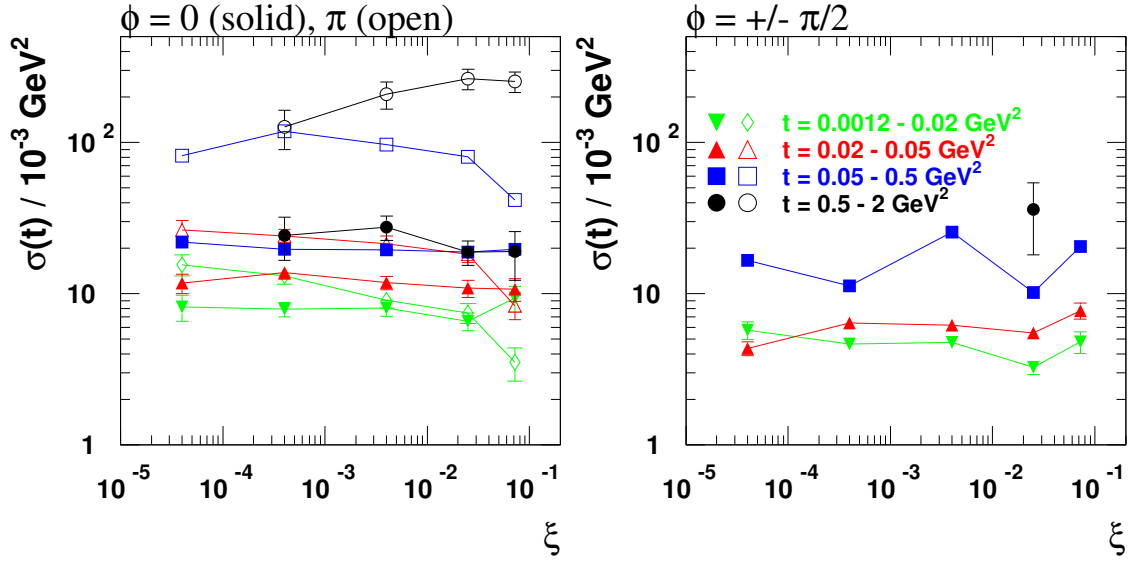 ϕ = 0 (solid), π (open)
σ(t) / 10⁻³ GeV²
10²
10
1
10⁻⁵ 10⁻⁴ 10⁻³ 10⁻² 10⁻¹
ξ
ϕ = +/- π/2
σ(t) / 10⁻³ GeV²
10²
10
1
t = 0.0012 - 0.02 GeV²
t = 0.02 - 0.05 GeV²
t = 0.05 - 0.5 GeV²
t = 0.5 - 2 GeV²
10⁻⁵ 10⁻⁴ 10⁻³ 10⁻² 10⁻¹
ξ